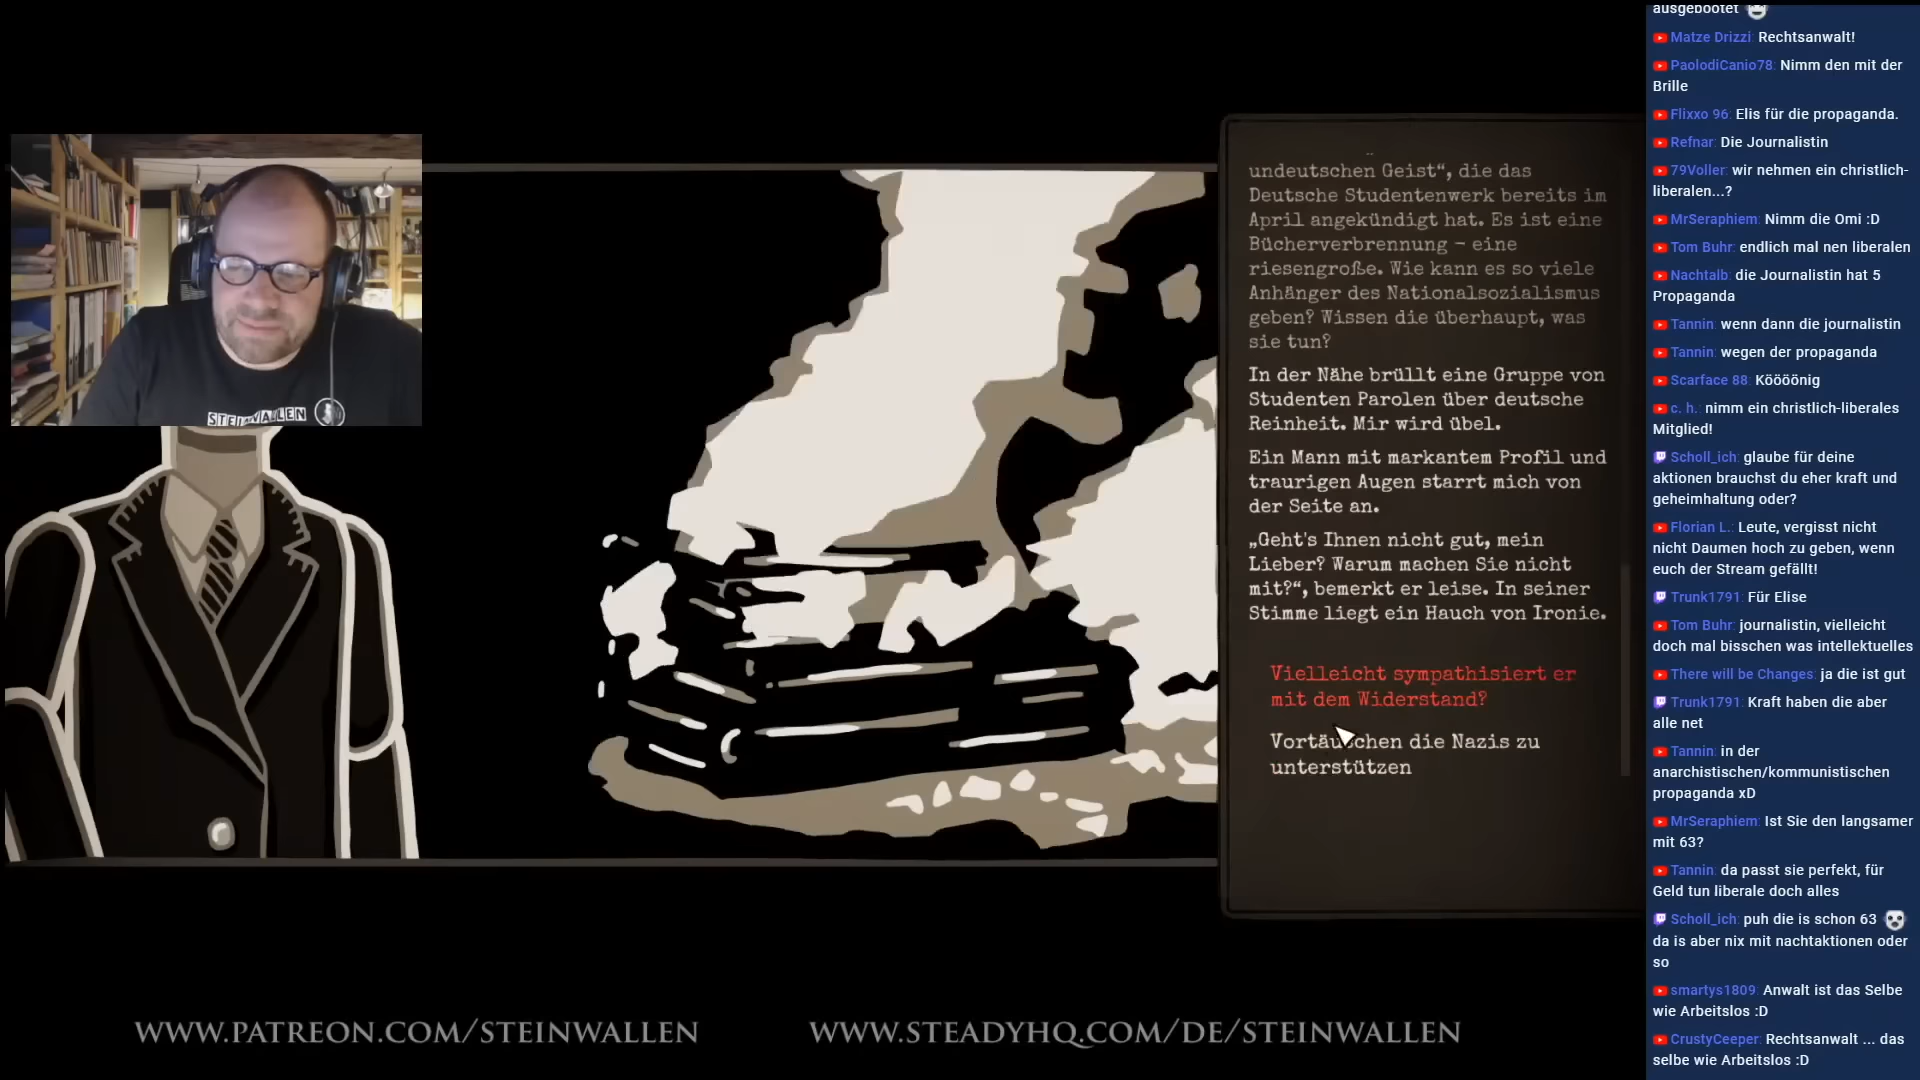 STEINWALLEN
undeutschen Geist“, die das
Deutsche Studentenwerk bereits im
April angekündigt hat. Es ist eine
Bücherverbrennung – eine
riesengroße. Wie kann es so viele
Anhänger des Nationalsozialismus
geben? Wissen die überhaupt, was
sie tun?
In der Nähe brüllt eine Gruppe von
Studenten Parolen über deutsche
Reinheit. Mir wird übel.
Ein Mann mit markantem Profil und
traurigen Augen starrt mich von
der Seite an.
„Geht's Ihnen nicht gut, mein
Lieber? Warum machen Sie nicht
mit?“, bemerkt er leise. In seiner
Stimme liegt ein Hauch von Ironie.
Vielleicht sympathisiert er
mit dem Widerstand?
Vortäuschen die Nazis zu
unterstützen
WWW.PATREON.COM/STEINWALLEN
WWW.STEADYHQ.COM/DE/STEINWALLEN
ausgebootet
Matze Drizzi: Rechtsanwalt!
PaolodiCanio78: Nimm den mit der
Brille
Flixxo 96: Elis für die propaganda.
Refnar: Die Journalistin
79Voller: wir nehmen ein christlich-
liberalen...?
MrSeraphiem: Nimm die Omi :D
Tom Buhr: endlich mal nen liberalen
Nachtalb: die Journalistin hat 5
Propaganda
Tannin: wenn dann die journalistin
Tannin: wegen der propaganda
Scarface 88: Köööönig
c. h.: nimm ein christlich-liberales
Mitglied!
Scholl_ich: glaube für deine
aktionen brauchst du eher kraft und
geheimhaltung oder?
Florian L.: Leute, vergisst nicht
nicht Daumen hoch zu geben, wenn
euch der Stream gefällt!
Trunk1791: Für Elise
Tom Buhr: journalistin, vielleicht
doch mal bisschen was intellektuelles
There will be Changes: ja die ist gut
Trunk1791: Kraft haben die aber
alle net
Tannin: in der
anarchistischen/kommunistischen
propaganda xD
MrSeraphiem: Ist Sie den langsamer
mit 63?
Tannin: da passt sie perfekt, für
Geld tun liberale doch alles
Scholl_ich: puh die is schon 63
da is aber nix mit nachtaktionen oder
so
smartys1809: Anwalt ist das Selbe
wie Arbeitslos :D
CrustyCeeper: Rechtsanwalt ... das
selbe wie Arbeitslos :D